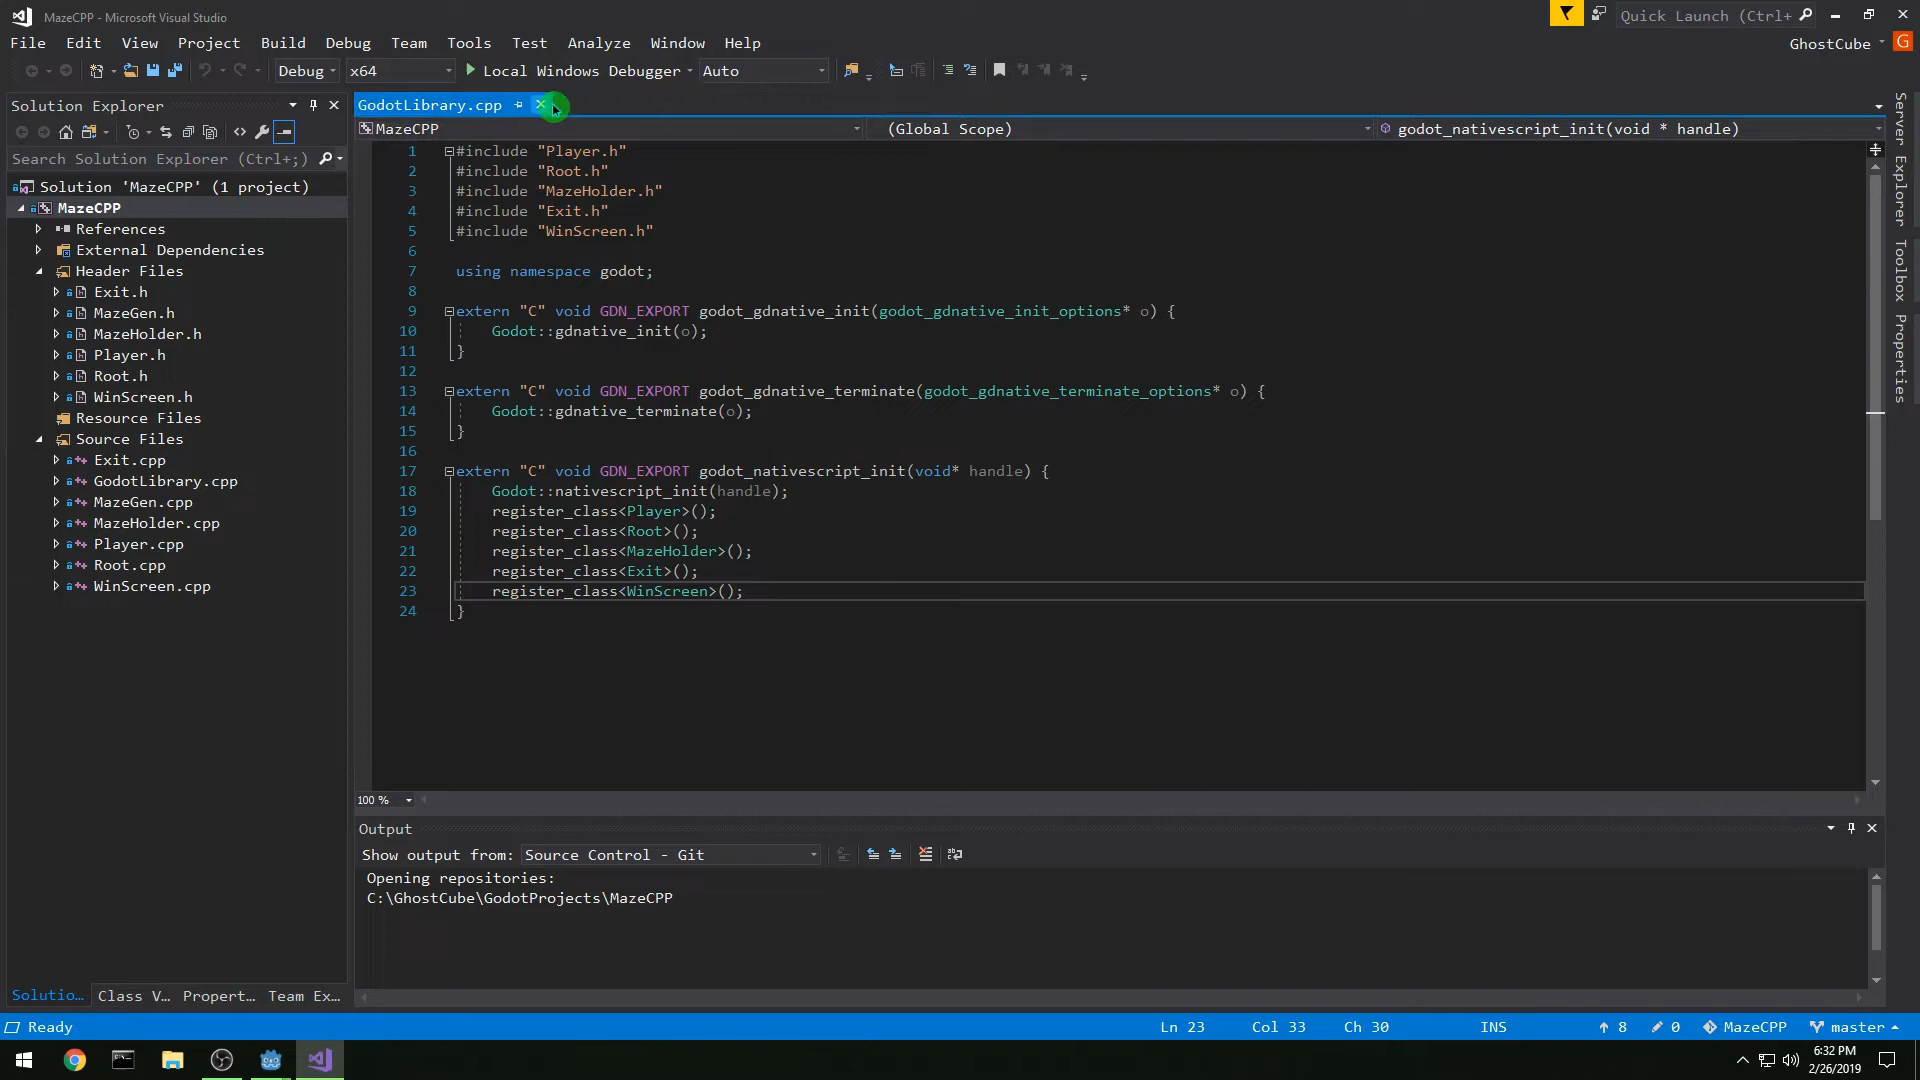 MazeCPP - Microsoft Visual Studio
Quick Launch (Ctrl+
File Edit View Project Build Debug Team Tools Test Analyze Window Help
GhostCube
G
Debug
x64
Local Windows Debugger
Auto
Solution Explorer
Search Solution Explorer (Ctrl+;)
Solution 'MazeCPP' (1 project)
MazeCPP
References
External Dependencies
Header Files
Exit.h
MazeGen.h
MazeHolder.h
Player.h
Root.h
WinScreen.h
Resource Files
Source Files
Exit.cpp
GodotLibrary.cpp
MazeGen.cpp
MazeHolder.cpp
Player.cpp
Root.cpp
WinScreen.cpp
Solutio... Class V... Propert... Team Ex...
GodotLibrary.cpp
MazeCPP
(Global Scope)
godot_nativescript_init(void * handle)
1 #include "Player.h"
2 #include "Root.h"
3 #include "MazeHolder.h"
4 #include "Exit.h"
5 #include "WinScreen.h"
6
7 using namespace godot;
8
9 extern "C" void GDN_EXPORT godot_gdnative_init(godot_gdnative_init_options* o) {
10 Godot::gdnative_init(o);
11 }
12
13 extern "C" void GDN_EXPORT godot_gdnative_terminate(godot_gdnative_terminate_options* o) {
14 Godot::gdnative_terminate(o);
15 }
16
17 extern "C" void GDN_EXPORT godot_nativescript_init(void* handle) {
18 Godot::nativescript_init(handle);
19 register_class<Player>();
20 register_class<Root>();
21 register_class<MazeHolder>();
22 register_class<Exit>();
23 register_class<WinScreen>();
24 }
100 %
Server Explorer
Toolbox
Properties
Output
Show output from: Source Control - Git
Opening repositories:
C:\GhostCube\GodotProjects\MazeCPP
Ready
Ln 23 Col 33 Ch 30 INS 8 0 MazeCPP master
6:32 PM
2/26/2019